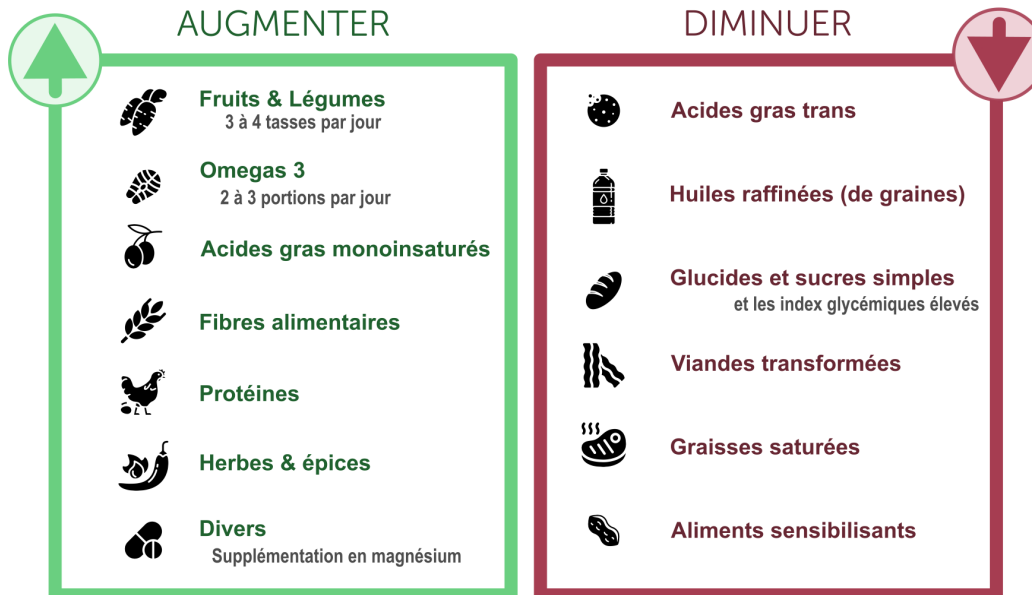 AUGMENTER
Fruits & Légumes
3 à 4 tasses par jour
Omegas 3
2 à 3 portions par jour
Acides gras monoinsaturés
Fibres alimentaires
Protéines
Herbes & épices
Divers
Supplémentation en magnésium
DIMINUER
Acides gras trans
Huiles raffinées (de graines)
Glucides et sucres simples
et les index glycémiques élevés
Viandes transformées
Graisses saturées
Aliments sensibilisants